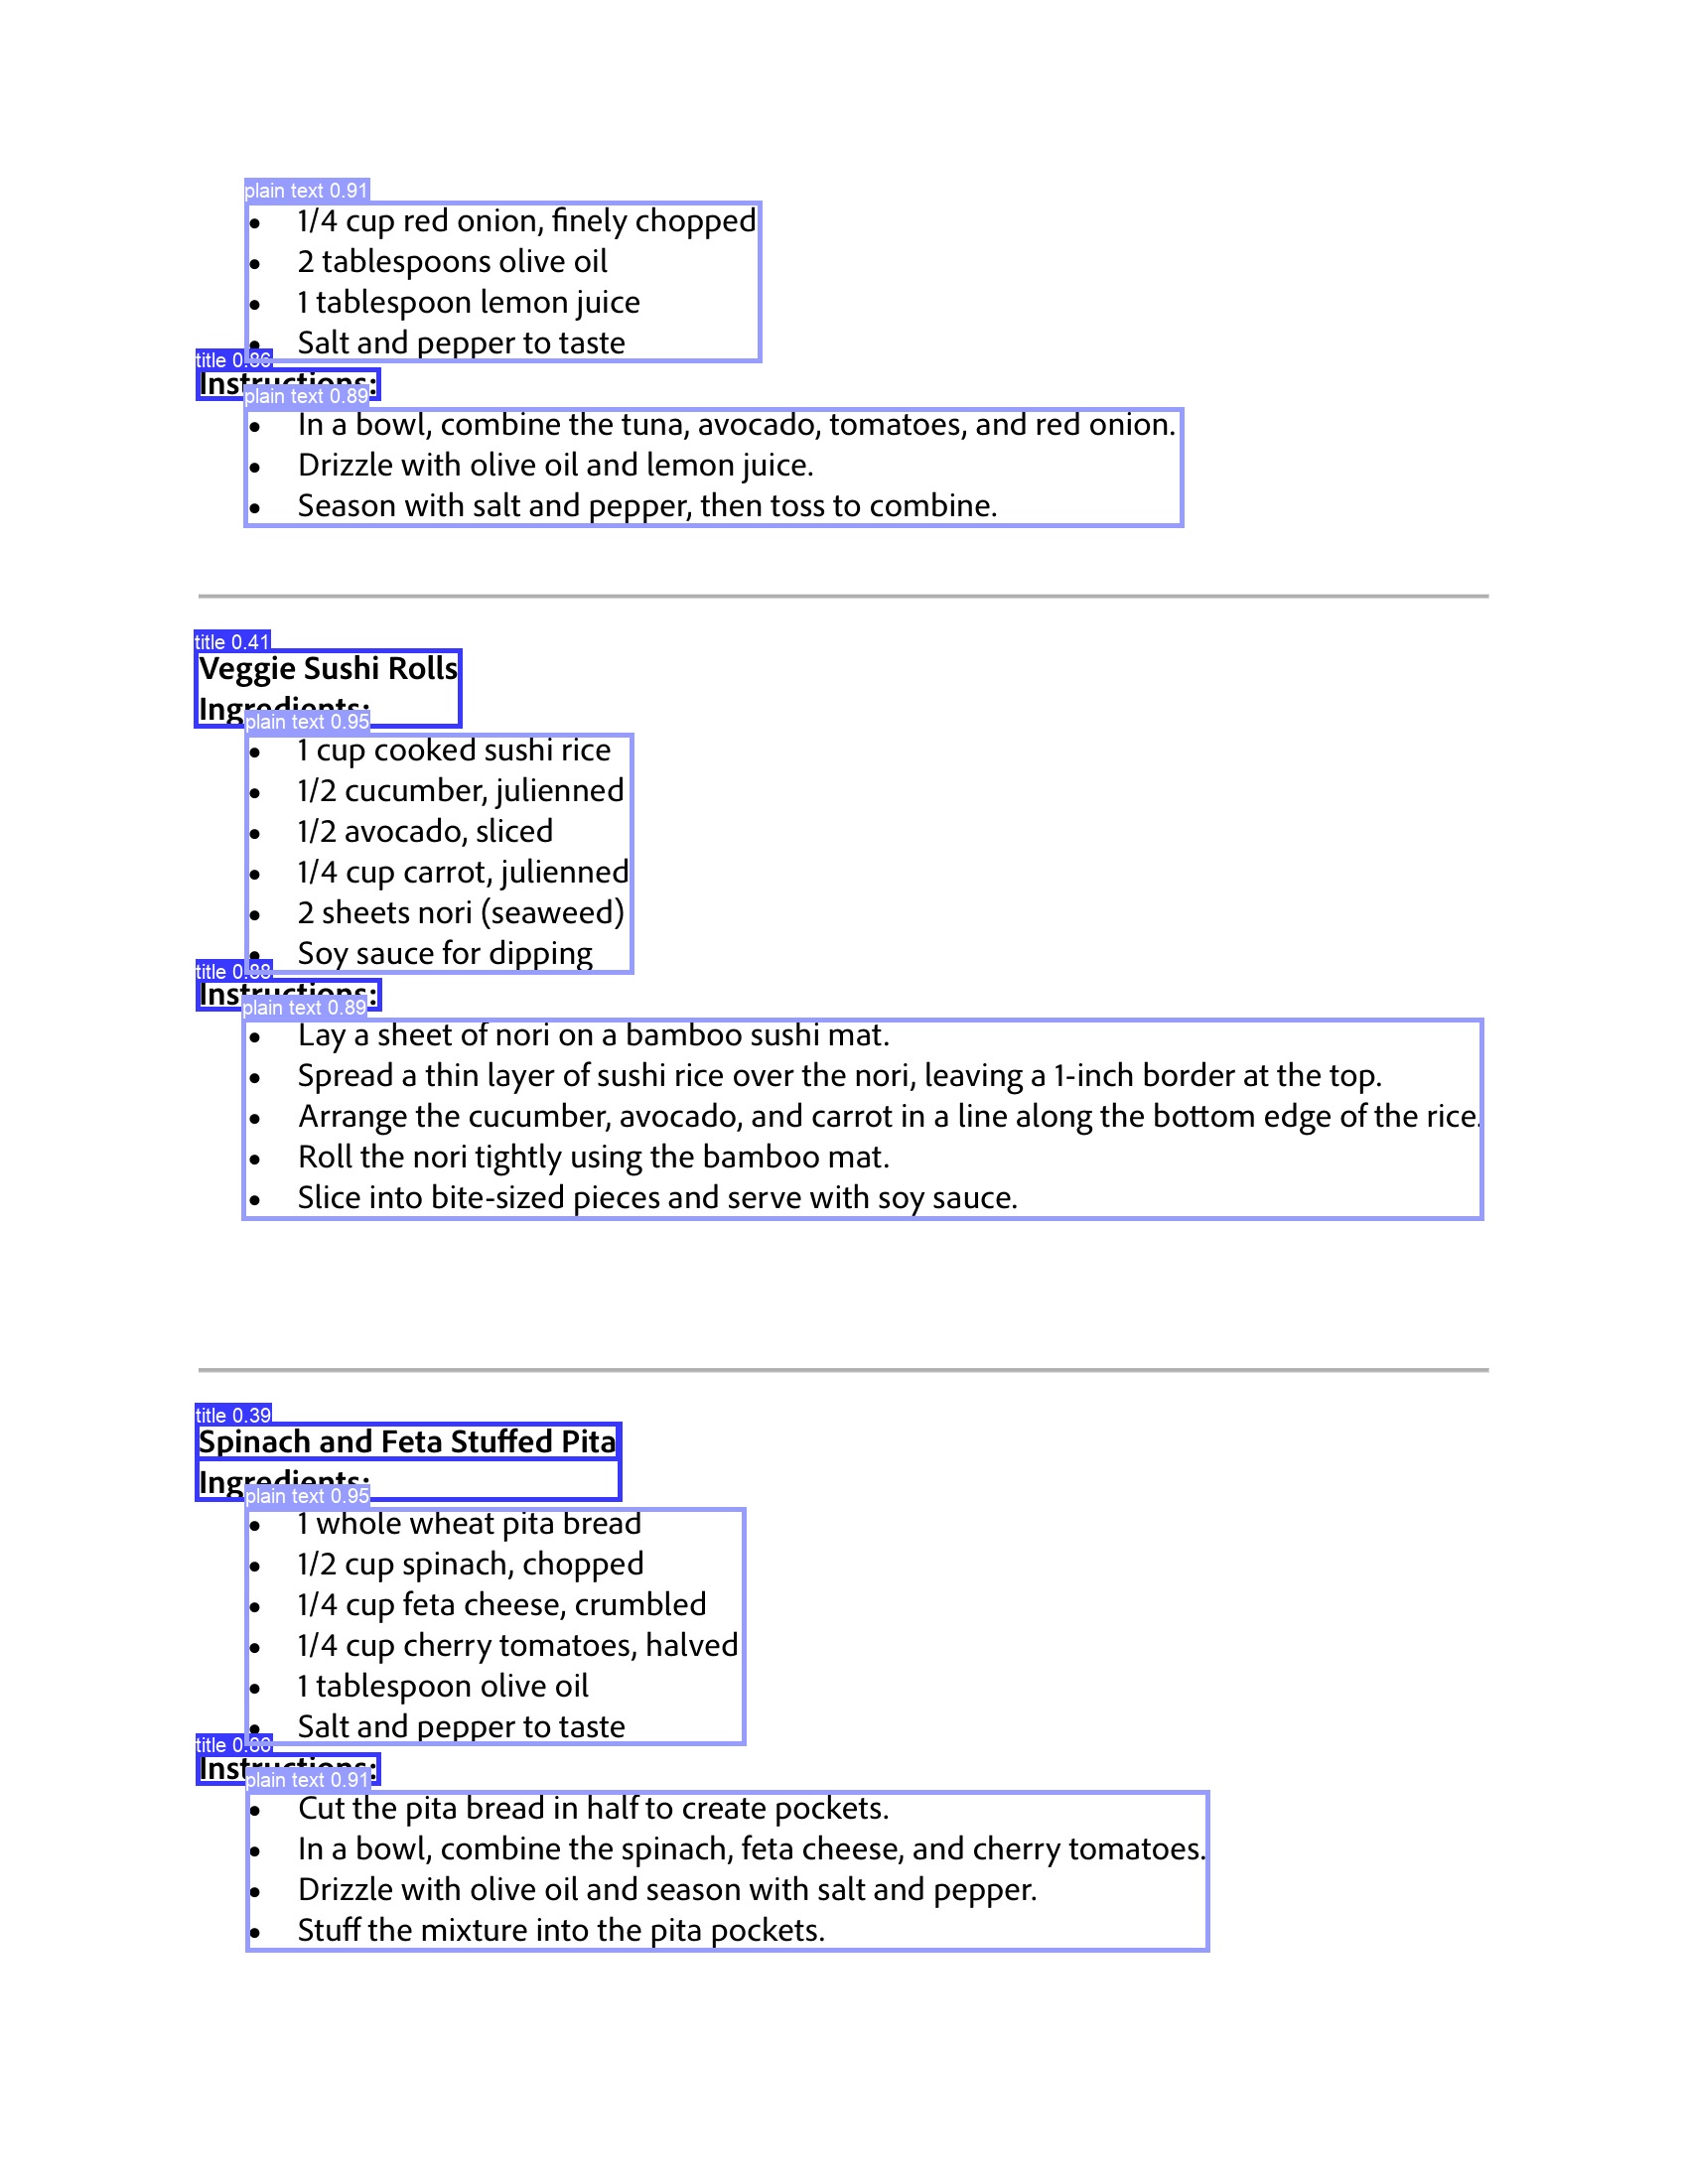 plain text 0.91
• 1/4 cup red onion, finely chopped
• 2 tablespoons olive oil
• 1 tablespoon lemon juice
• Salt and pepper to taste
title 0.86
Instructions:
plain text 0.89
• In a bowl, combine the tuna, avocado, tomatoes, and red onion.
• Drizzle with olive oil and lemon juice.
• Season with salt and pepper, then toss to combine.
title 0.41
Veggie Sushi Rolls
Ingredients:
plain text 0.95
• 1 cup cooked sushi rice
• 1/2 cucumber, julienned
• 1/2 avocado, sliced
• 1/4 cup carrot, julienned
• 2 sheets nori (seaweed)
• Soy sauce for dipping
title 0.88
Instructions:
plain text 0.89
• Lay a sheet of nori on a bamboo sushi mat.
• Spread a thin layer of sushi rice over the nori, leaving a 1-inch border at the top.
• Arrange the cucumber, avocado, and carrot in a line along the bottom edge of the rice.
• Roll the nori tightly using the bamboo mat.
• Slice into bite-sized pieces and serve with soy sauce.
title 0.39
Spinach and Feta Stuffed Pita
Ingredients:
plain text 0.95
• 1 whole wheat pita bread
• 1/2 cup spinach, chopped
• 1/4 cup feta cheese, crumbled
• 1/4 cup cherry tomatoes, halved
• 1 tablespoon olive oil
• Salt and pepper to taste
title
Instructions:
plain text 0.91
• Cut the pita bread in half to create pockets.
• In a bowl, combine the spinach, feta cheese, and cherry tomatoes.
• Drizzle with olive oil and season with salt and pepper.
• Stuff the mixture into the pita pockets.